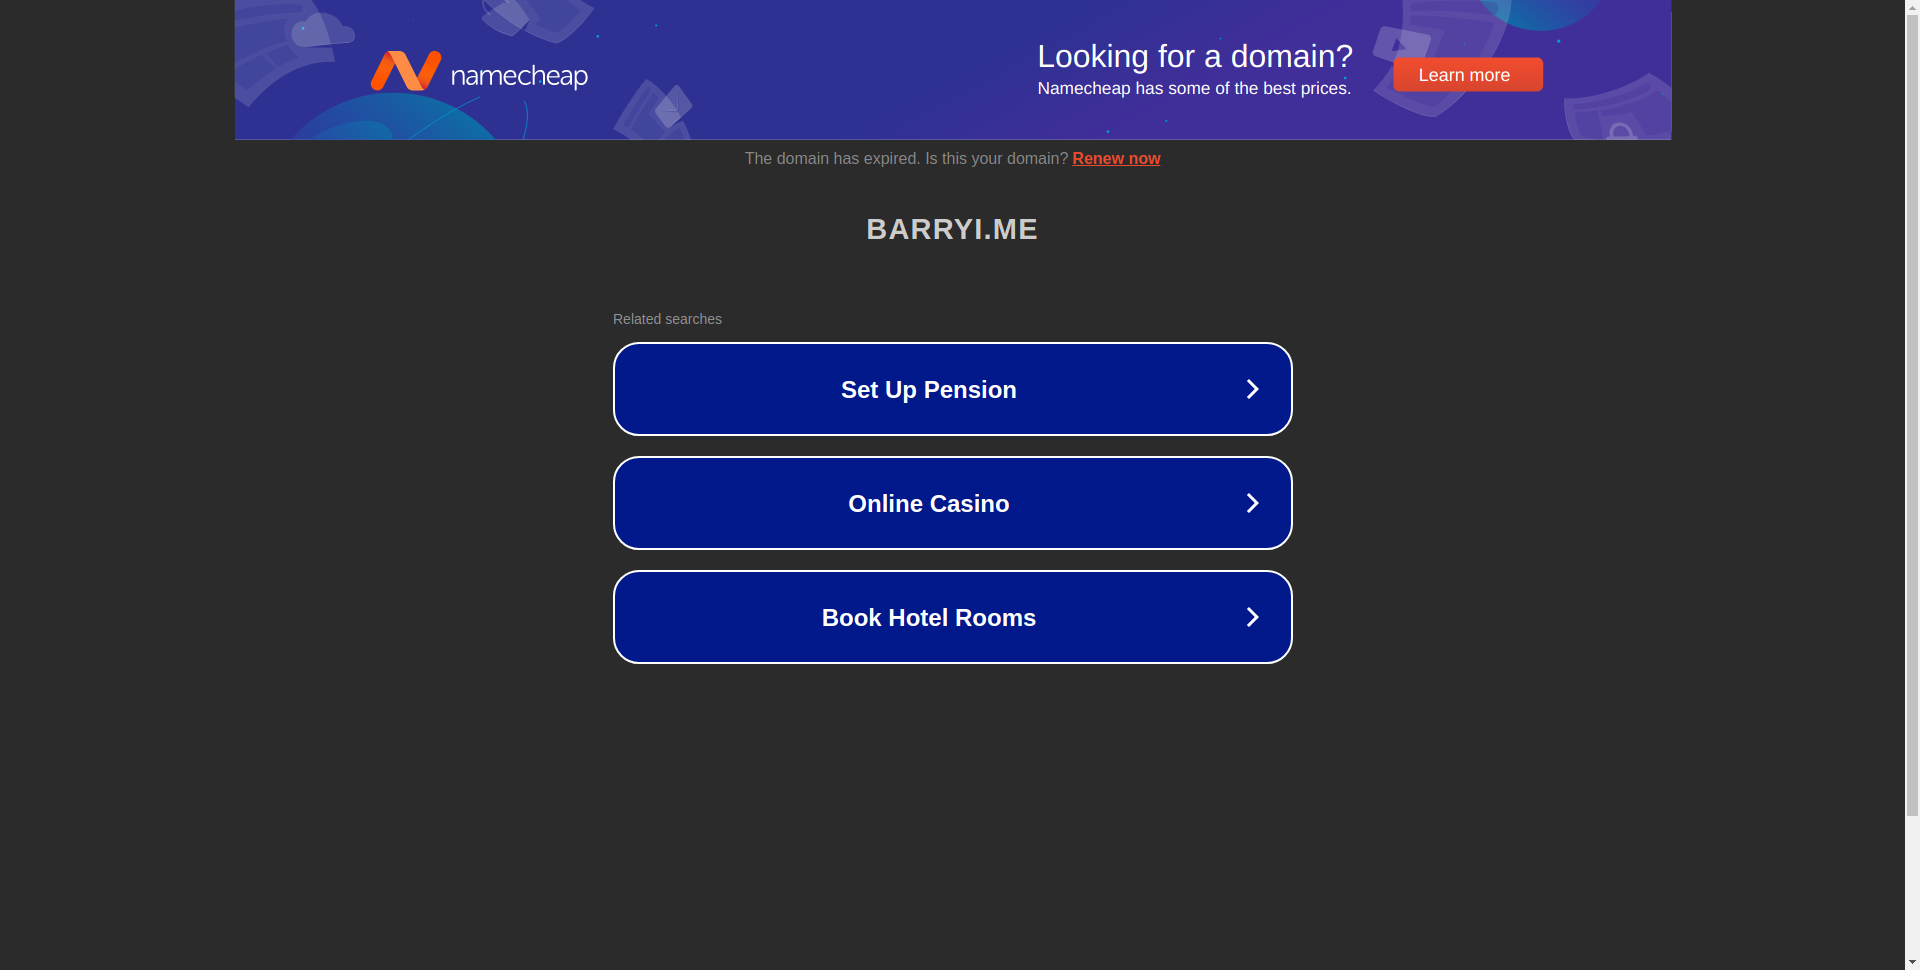 namecheap
Looking for a domain?
Namecheap has some of the best prices.
Learn more
The domain has expired. Is this your domain? Renew now
BARRYI.ME
Related searches
Set Up Pension
Online Casino
Book Hotel Rooms